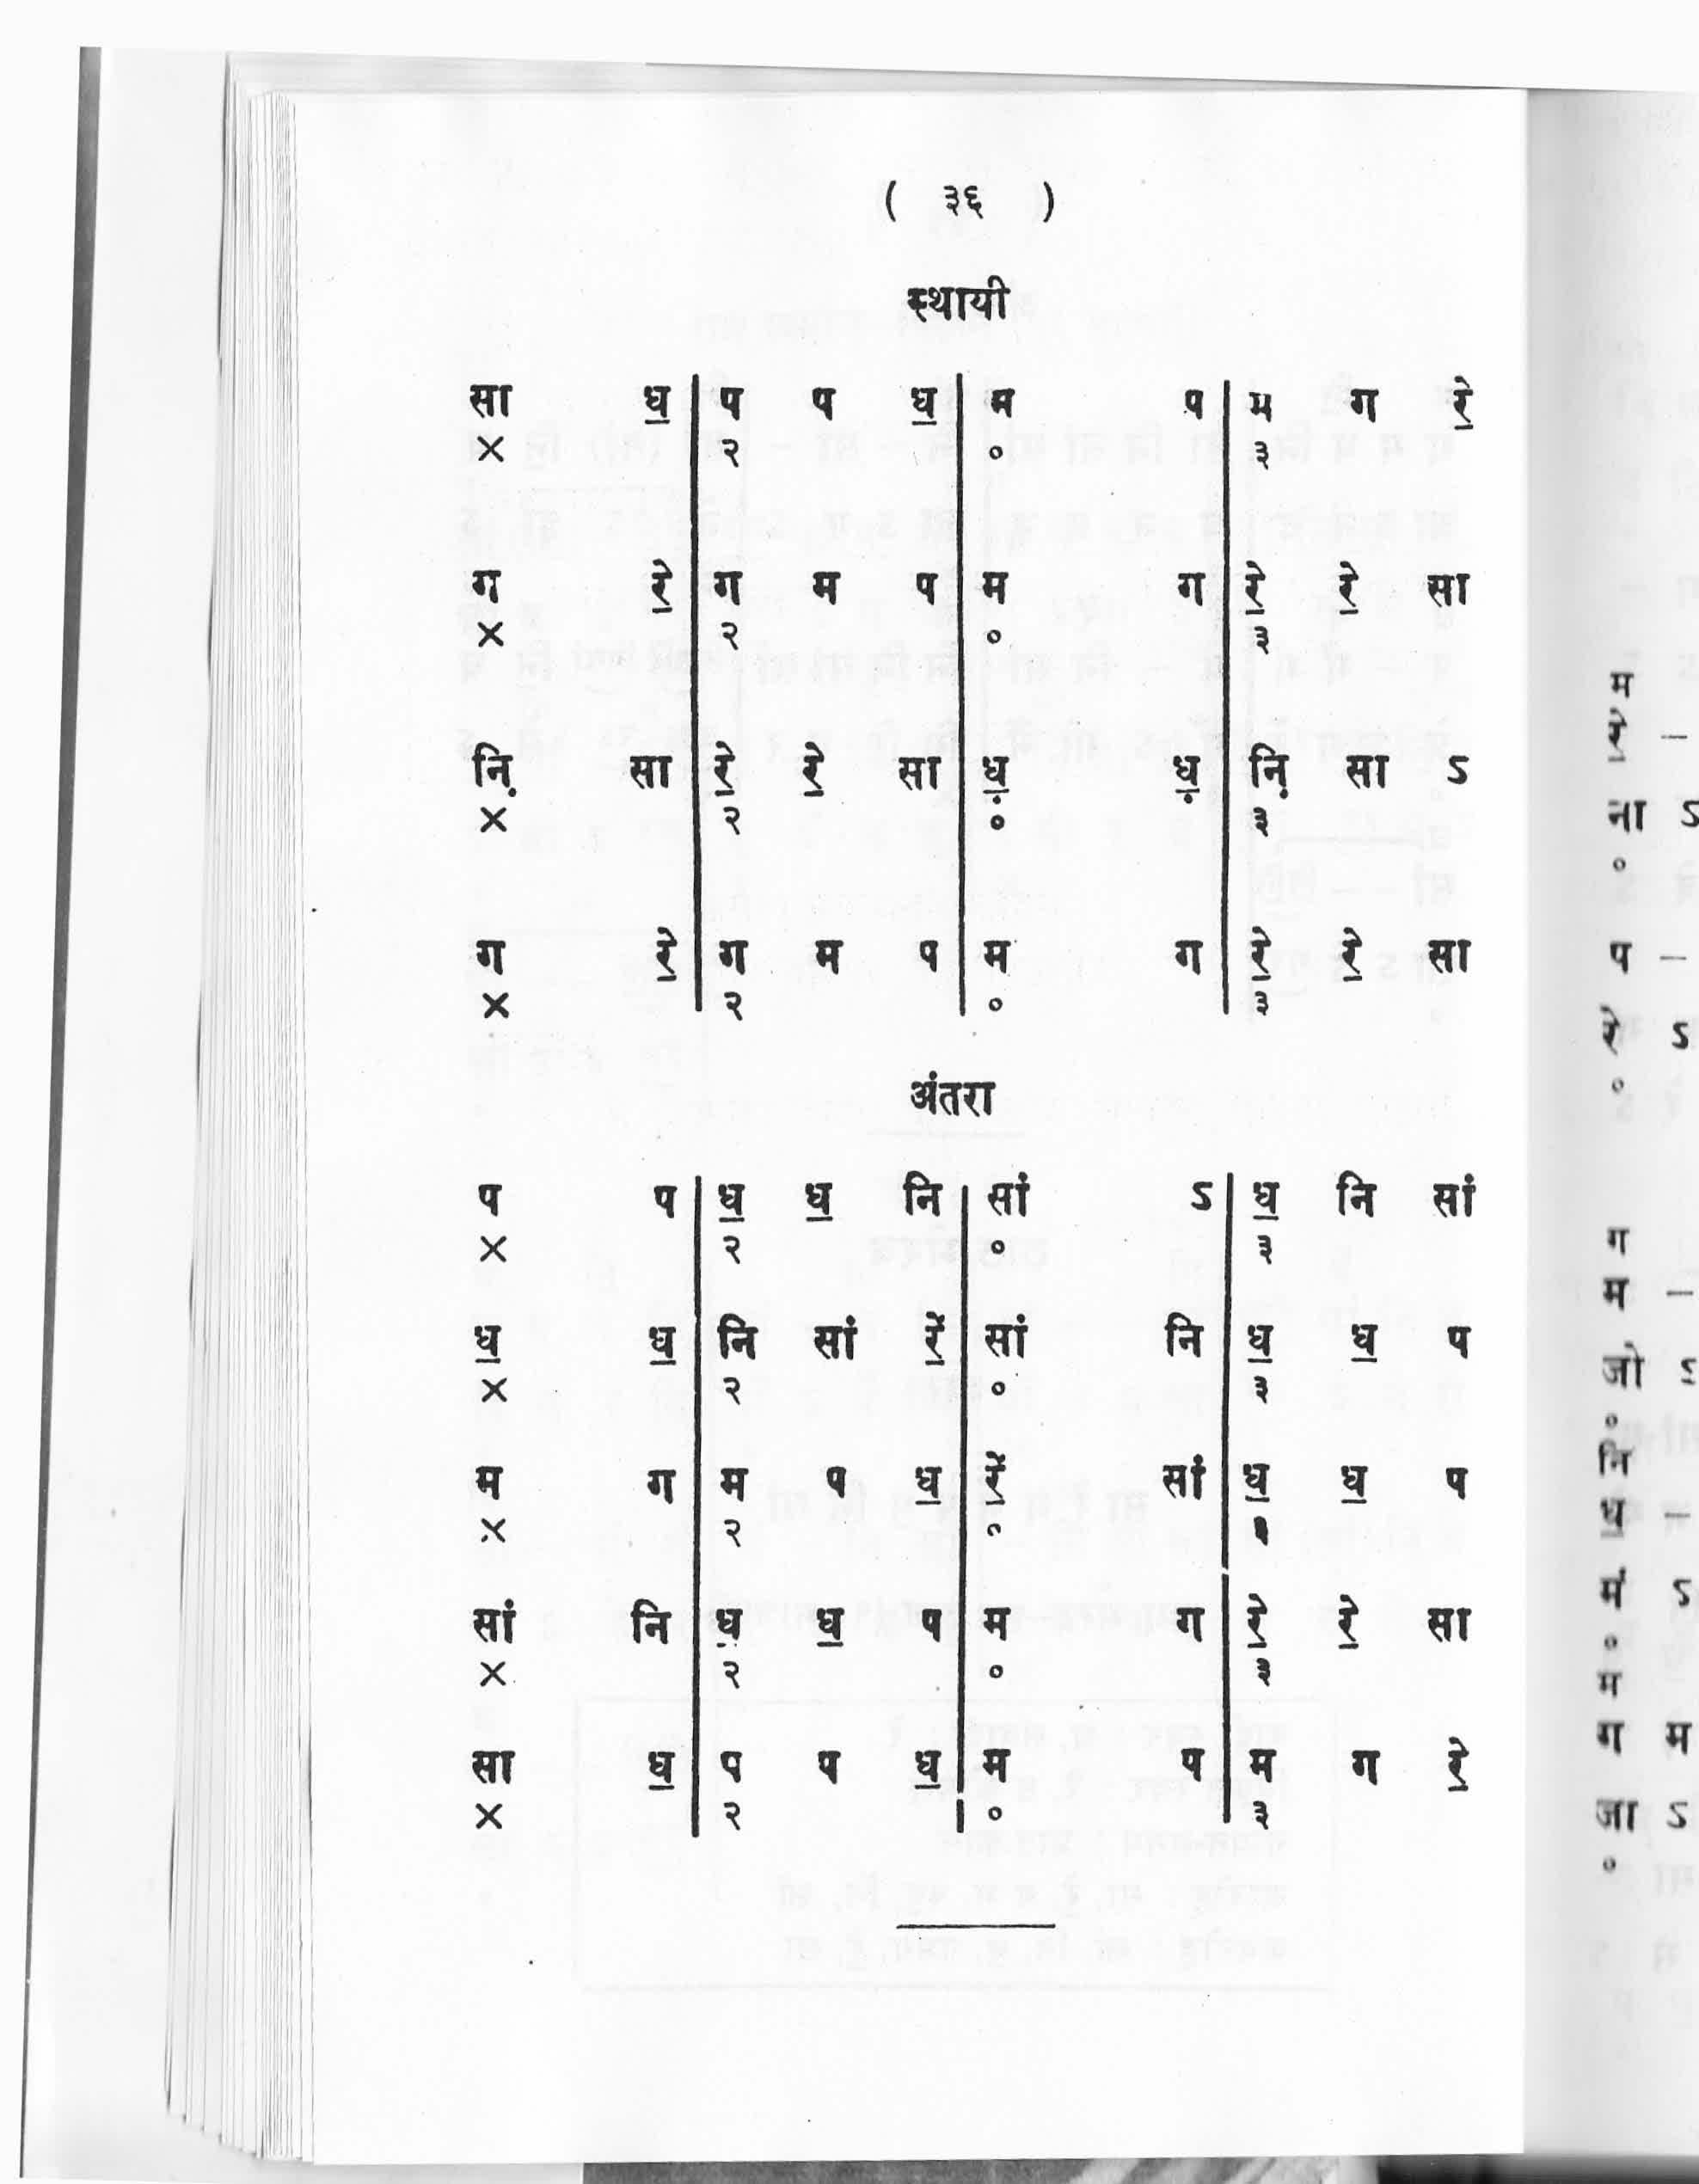 ( ३६ )
स्थायी
सा ध॒ | प प ध॒ | म प | म ग रे॒
× २ ० ३
ग रे॒ | ग म प | म ग | रे॒ रे॒ सा
× २ ० ३
नि़ सा | रे॒ रे॒ सा | ध़॒ ध़॒ | नि़ सा ऽ
× २ ० ३
ग रे॒ | ग म प | म ग | रे॒ रे॒ सा
× २ ० ३
अंतरा
प प | ध॒ ध॒ नि | सां ऽ | ध॒ नि सां
× २ ० ३
ध॒ ध॒ | नि सां रें॒ | सां नि | ध॒ ध॒ प
× २ ० ३
म ग | म प ध॒ | रें॒ सां | ध॒ ध॒ प
× २ ०
सां नि | ध॒ ध॒ प | म ग | रे॒ रे॒ सा
× २ ० ३
सा ध॒ | प प ध॒ | म प | म ग रे॒
× २ ० ३
म
रे –
ना ऽ
०
प –
रे ऽ
०
ग
म –
जो ऽ
०
नि
ध॒ –
मं ऽ
०
म
ग म
जा ऽ
०